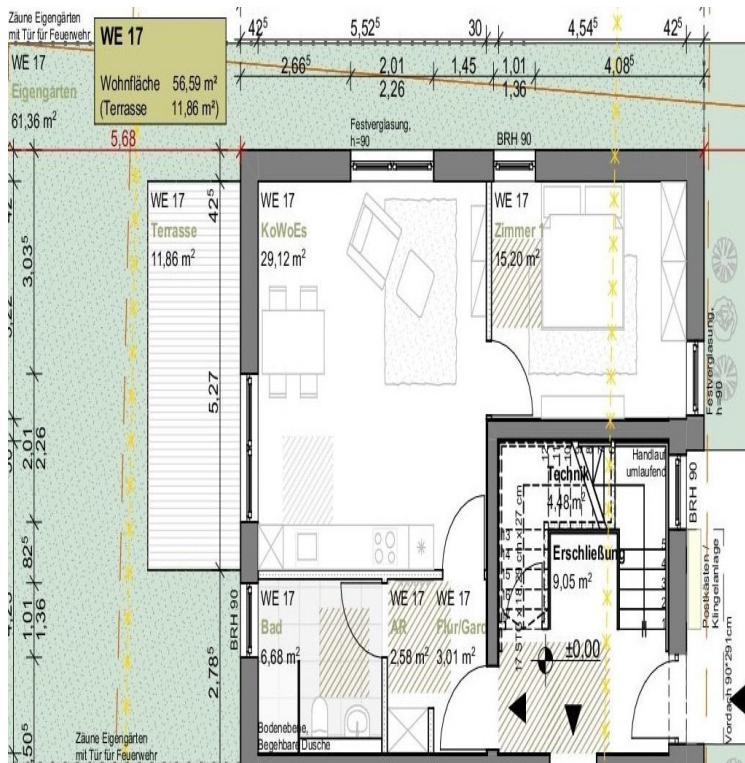 Zäune Eigengärten
mit Tür für Feuerwehr
WE 17
Wohnfläche 56,59 m²
(Terrasse 11,86 m²)
42⁵ 5,52⁵ 30 4,54⁵ 42⁵
2,66⁵ 2,01 1,45 1,01 4,08⁵
2,26 1,36
WE 17
Eigengarten
61,36 m²
5,68
Festverglasung,
h=90
BRH 90
WE 17
Terrasse
11,86 m²
42⁵
WE 17
KoWoEs
29,12 m²
WE 17
Zimmer 1
15,20 m²
3,03⁵
5,27
2,01
2,26
Festverglasung,
h=90
Technik
4,48 m²
Handlauf
umlaufend
BRH 90
Erschließung
9,05 m²
82⁵
1,01
1,36
BRH 90
2,78⁵
WE 17
Bad
6,68 m²
WE 17
AR
2,58 m²
WE 17
Flur/Gard
3,01 m²
±0.00
Postkästen /
Klingelanlage
Vordach 90*291cm
Bodenebene,
Begehbare Dusche
Zäune Eigengärten
mit Tür für Feuerwehr